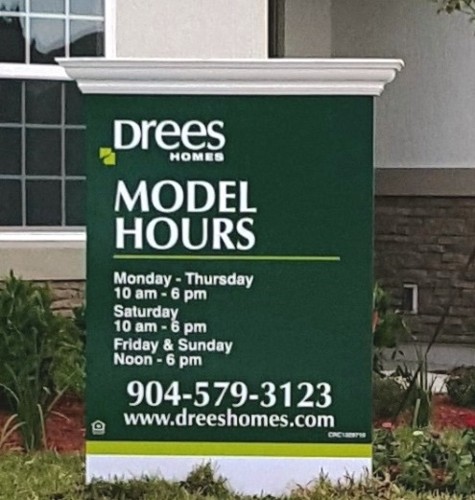 Drees
HOMES
MODEL
HOURS
Monday - Thursday
10 am - 6 pm
Saturday
10 am - 6 pm
Friday & Sunday
Noon - 6 pm
904-579-3123
www.dreeshomes.com